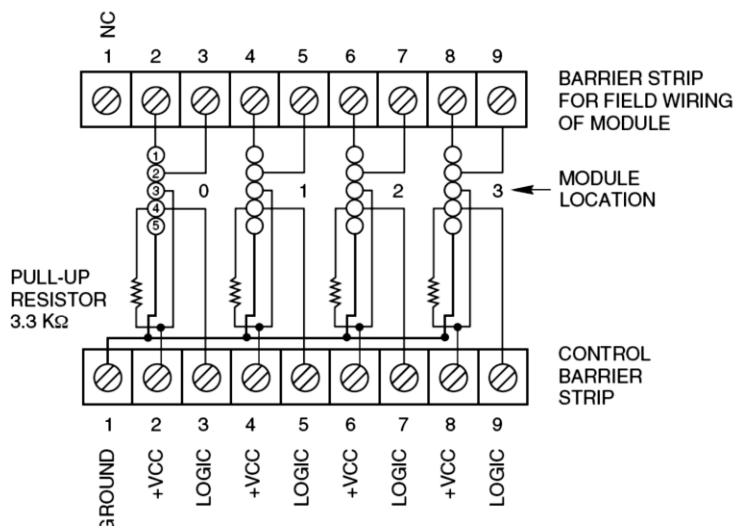 NC
1 2 3 4 5 6 7 8 9
BARRIER STRIP
FOR FIELD WIRING
OF MODULE
1
2
3
4
5
0 1 2 3
MODULE
LOCATION
PULL-UP
RESISTOR
3.3 KΩ
CONTROL
BARRIER
STRIP
1 2 3 4 5 6 7 8 9
GROUND
+VCC
LOGIC
+VCC
LOGIC
+VCC
LOGIC
+VCC
LOGIC